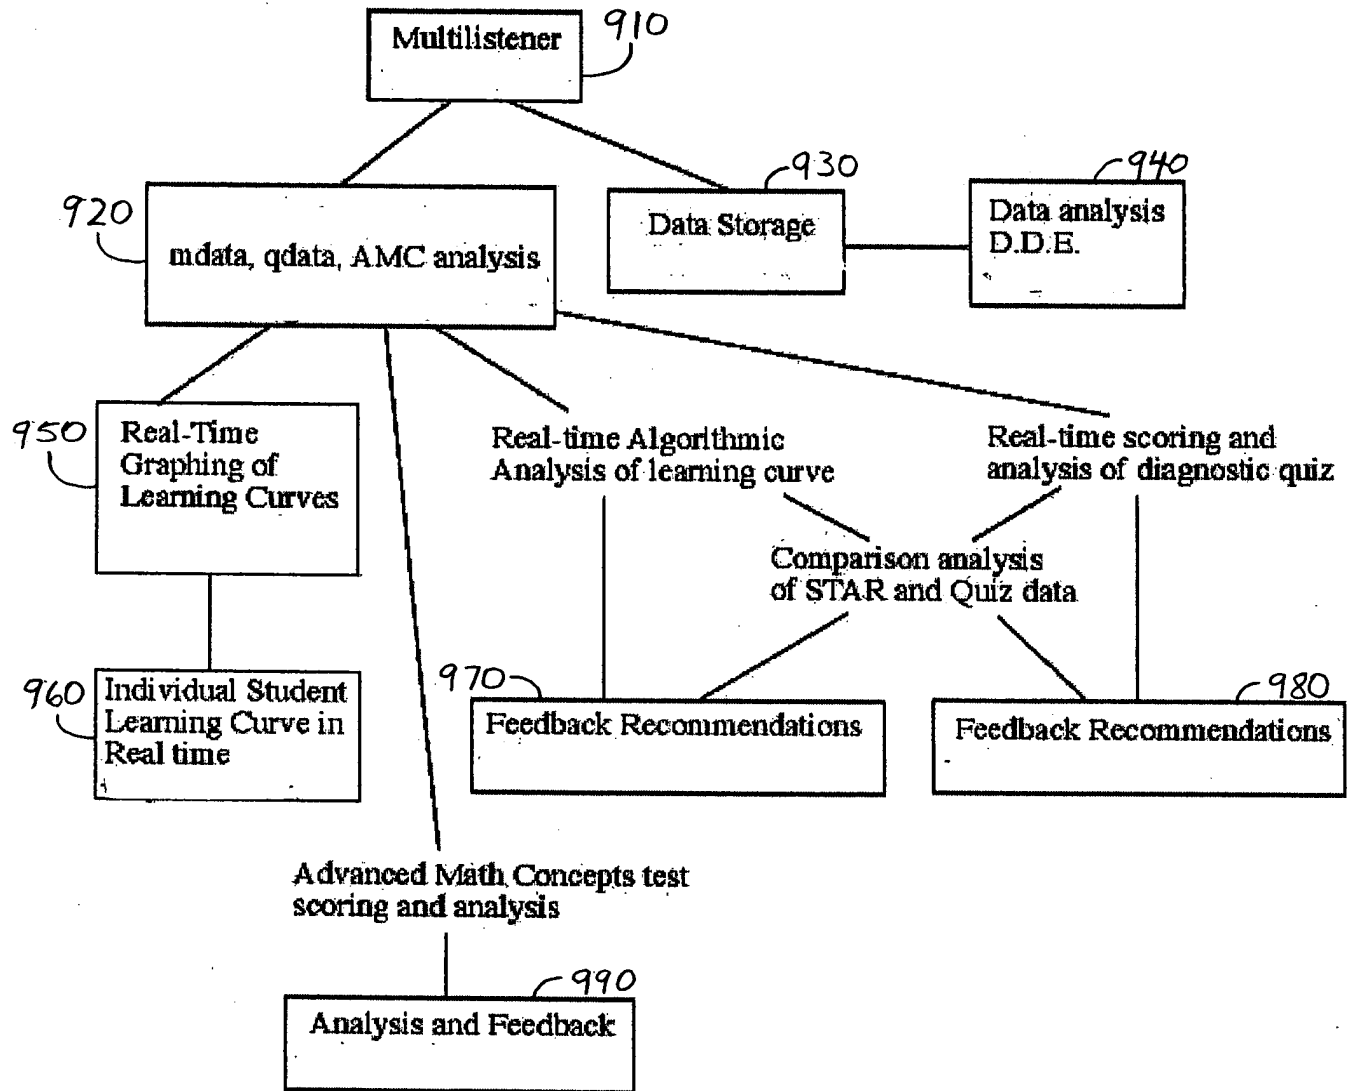 Multilistener
910
920
mdata, qdata, AMC analysis
930
Data Storage
940
Data analysis
D.D.E.
950
Real-Time
Graphing of
Learning Curves
Real-time Algorithmic
Analysis of learning curve
Real-time scoring and
analysis of diagnostic quiz
Comparison analysis
of STAR and Quiz data
960
Individual Student
Learning Curve in
Real time
970
Feedback Recommendations
980
Feedback Recommendations
Advanced Math Concepts test
scoring and analysis
990
Analysis and Feedback